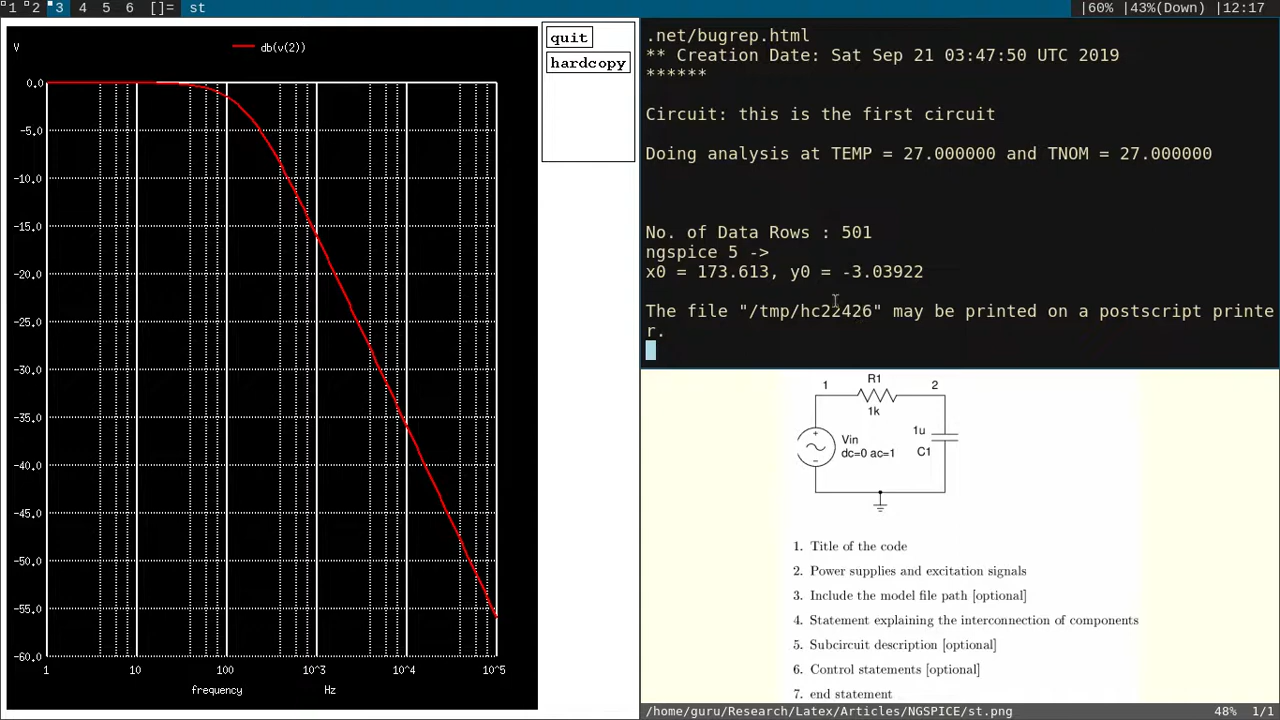 1 2 3 4 5 6 []= st
|60% |43%(Down) |12:17
V
db(v(2))
0.0
-5.0
-10.0
-15.0
-20.0
-25.0
-30.0
-35.0
-40.0
-45.0
-50.0
-55.0
-60.0
1 10 100 10^3 10^4 10^5
frequency Hz
quit
hardcopy
.net/bugrep.html
** Creation Date: Sat Sep 21 03:47:50 UTC 2019
******
Circuit: this is the first circuit
Doing analysis at TEMP = 27.000000 and TNOM = 27.000000
No. of Data Rows : 501
ngspice 5 ->
x0 = 173.613, y0 = -3.03922
The file "/tmp/hc22426" may be printed on a postscript printe
r.
R1
1 2
1k
1u
Vin
C1
dc=0 ac=1
1. Title of the code
2. Power supplies and excitation signals
3. Include the model file path [optional]
4. Statement explaining the interconnection of components
5. Subcircuit description [optional]
6. Control statements [optional]
7. end statement
/home/guru/Research/Latex/Articles/NGSPICE/st.png 48% 1/1